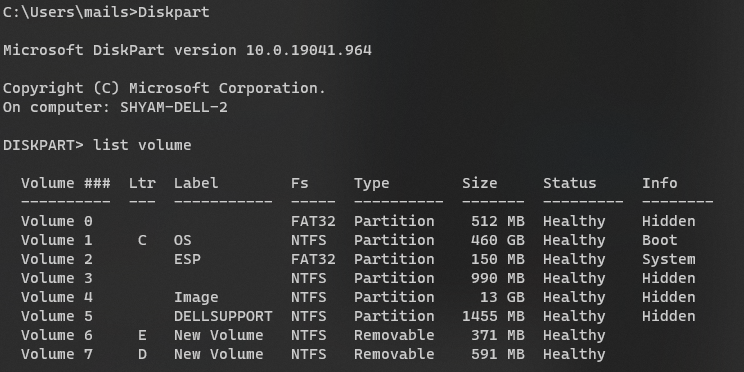 C:\Users\mails>Diskpart
Microsoft DiskPart version 10.0.19041.964
Copyright (C) Microsoft Corporation.
On computer: SHYAM-DELL-2
DISKPART> list volume
  Volume ###  Ltr  Label        Fs     Type        Size     Status     Info
  ----------  ---  -----------  -----  ----------  -------  ---------  --------
  Volume 0                      FAT32  Partition    512 MB  Healthy    Hidden
  Volume 1     C   OS           NTFS   Partition    460 GB  Healthy    Boot
  Volume 2         ESP          FAT32  Partition    150 MB  Healthy    System
  Volume 3                      NTFS   Partition    990 MB  Healthy    Hidden
  Volume 4         Image        NTFS   Partition     13 GB  Healthy    Hidden
  Volume 5         DELLSUPPORT  NTFS   Partition   1455 MB  Healthy    Hidden
  Volume 6     E   New Volume   NTFS   Removable    371 MB  Healthy
  Volume 7     D   New Volume   NTFS   Removable    591 MB  Healthy